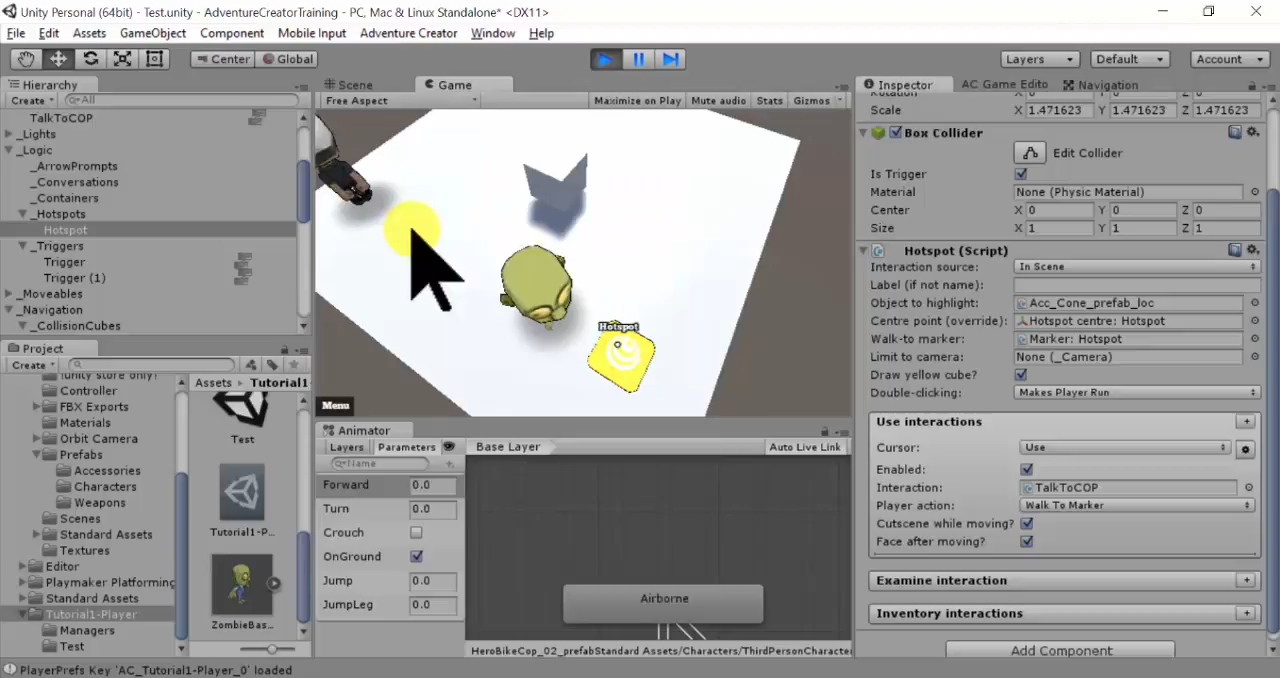 Unity Personal (64bit) - Test.unity - AdventureCreatorTraining - PC, Mac & Linux Standalone* <DX11>
File Edit Assets GameObject Component Mobile Input Adventure Creator Window Help
Center Global Layers Default Account
Hierarchy
Create All
TalkToCOP
_Lights
_Logic
_ArrowPrompts
_Conversations
_Containers
_Hotspots
Hotspot
_Triggers
Trigger
Trigger (1)
_Moveables
_Navigation
_CollisionCubes
Project
Create
(unity store only!
Controller
FBX Exports
Materials
Orbit Camera
Prefabs
Accessories
Characters
Weapons
Scenes
Standard Assets
Textures
Editor
Playmaker Platforming
Standard Assets
Tutorial1-Player
Managers
Test
Assets Tutorial1
Test
Tutorial1-P...
ZombieBas...
Scene Game
Free Aspect Maximize on Play Mute audio Stats Gizmos
Hotspot
Menu
Animator
Layers Parameters Base Layer Auto Live Link
Name
Forward 0.0
Turn 0.0
Crouch
OnGround
Jump 0.0
JumpLeg 0.0
Airborne
HeroBikeCop_02_prefabStandard Assets/Characters/ThirdPersonCharacter
Inspector AC Game Edito Navigation
Scale X 1.471623 Y 1.471623 Z 1.471623
Box Collider
Edit Collider
Is Trigger
Material None (Physic Material)
Center X 0 Y 0 Z 0
Size X 1 Y 1 Z 1
Hotspot (Script)
Interaction source: In Scene
Label (if not name):
Object to highlight: Acc_Cone_prefab_loc
Centre point (override): Hotspot centre: Hotspot
Walk-to marker: Marker: Hotspot
Limit to camera: None (_Camera)
Draw yellow cube?
Double-clicking: Makes Player Run
Use interactions +
Cursor: Use
Enabled:
Interaction: TalkToCOP
Player action: Walk To Marker
Cutscene while moving?
Face after moving?
Examine interaction +
Inventory interactions +
Add Component
PlayerPrefs Key 'AC_Tutorial1-Player_0' loaded